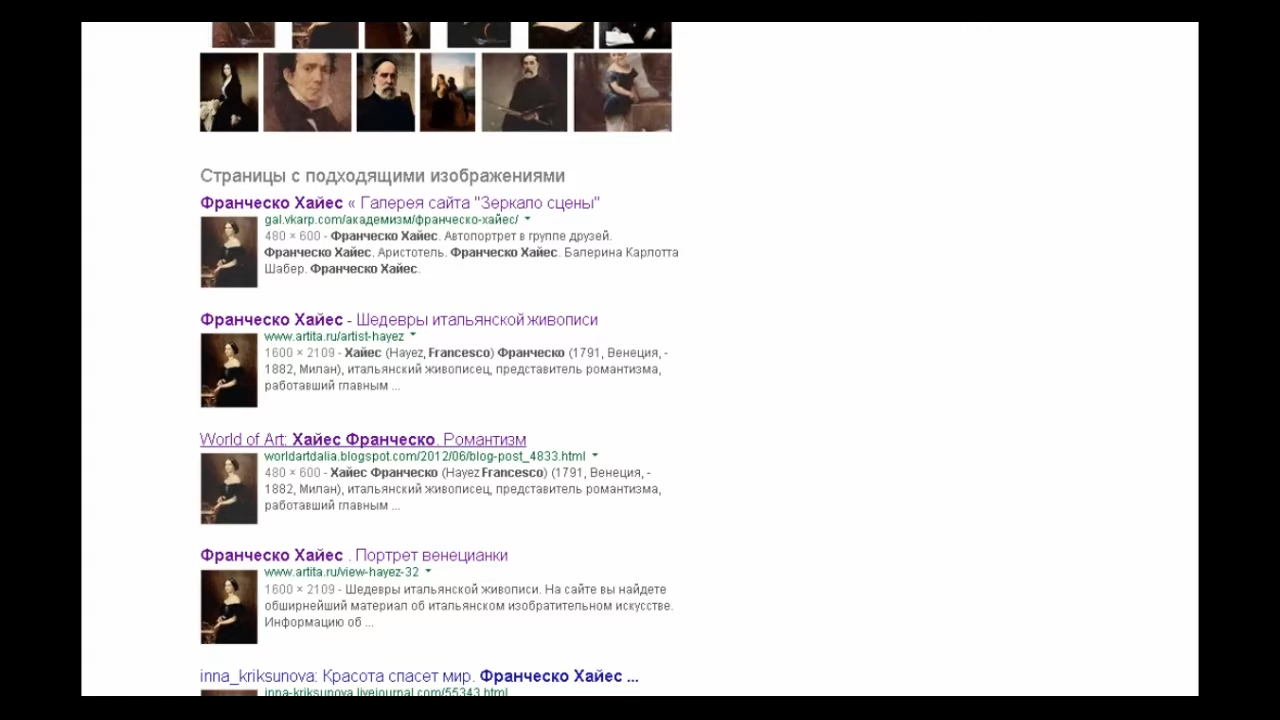 Страницы с подходящими изображениями
Франческо Хайес « Галерея сайта "Зеркало сцены"
gal.vkarp.com/академизм/франческо-хайес/
480 × 600 - Франческо Хайес. Автопортрет в группе друзей.
Франческо Хайес. Аристотель. Франческо Хайес. Балерина Карлотта
Шабер. Франческо Хайес.
Франческо Хайес - Шедевры итальянской живописи
www.artita.ru/artist-hayez
1600 × 2109 - Хайес (Hayez, Francesco) Франческо (1791, Венеция, -
1882, Милан), итальянский живописец, представитель романтизма,
работавший главным ...
World of Art: Хайес Франческо. Романтизм
worldartdalia.blogspot.com/2012/06/blog-post_4833.html
480 × 600 - Хайес Франческо (Hayez Francesco) (1791, Венеция, -
1882, Милан), итальянский живописец, представитель романтизма,
работавший главным ...
Франческо Хайес . Портрет венецианки
www.artita.ru/view-hayez-32
1600 × 2109 - Шедевры итальянской живописи. На сайте вы найдете
обширнейший материал об итальянском изобразительном искусстве.
Информацию об ...
inna_kriksunova: Красота спасет мир. Франческо Хайес ...
inna-kriksunova.livejournal.com/55343.html